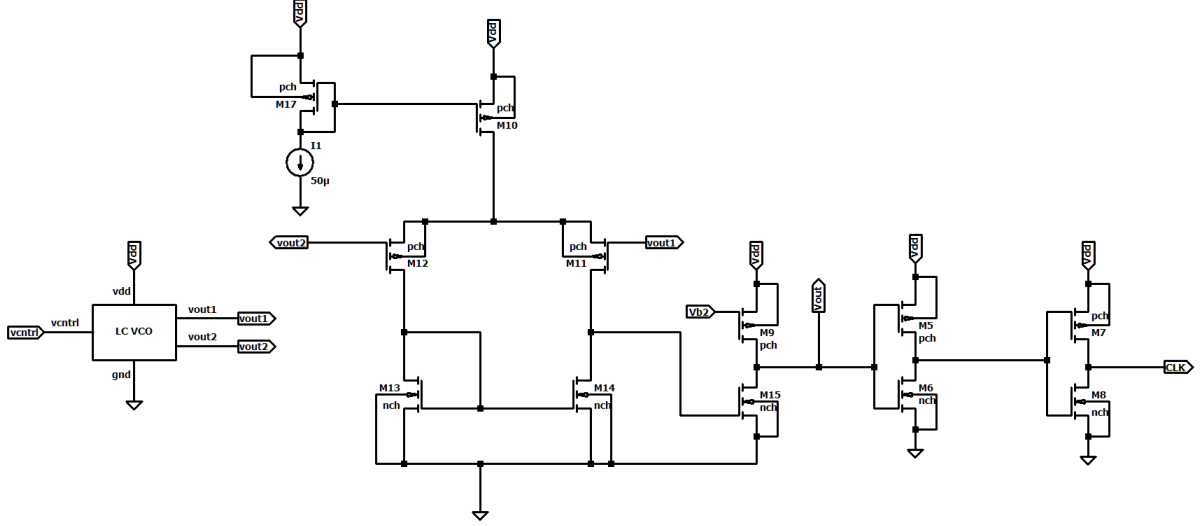 Vdd
Vdd
pch
M17
pch
M10
I1
50µ
vout2
pch
M12
pch
M11
vout1
Vdd
vdd
vout1
vout1
vcntrl
vcntrl
LC VCO
vout2
vout2
gnd
M13
nch
M14
nch
Vdd
Vb2
M9
pch
M15
nch
Vout
Vdd
M5
pch
M6
nch
Vdd
pch
M7
M8
nch
CLK